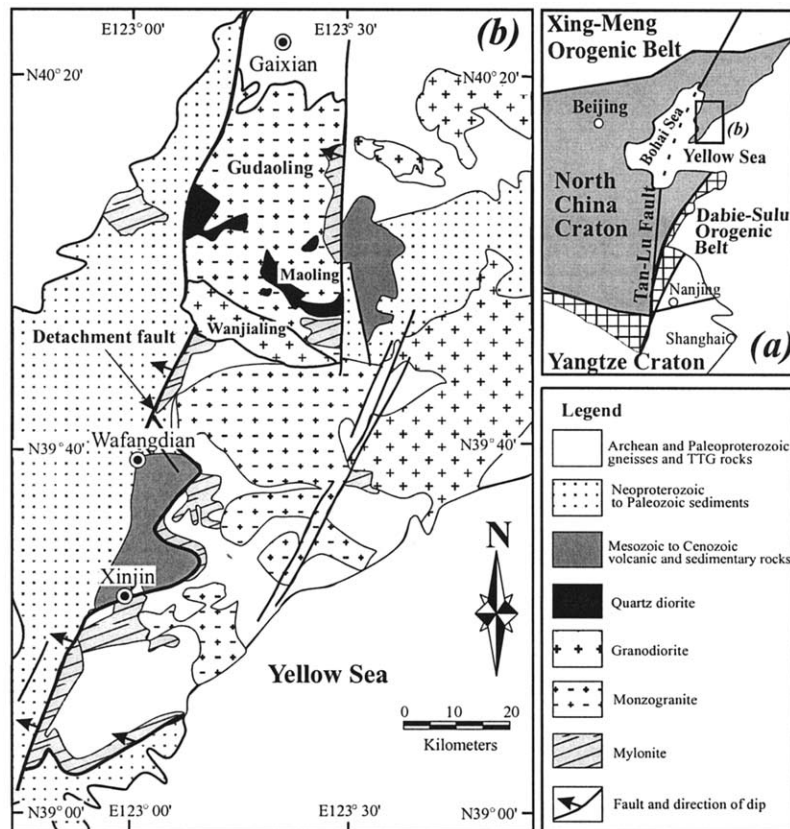 E123° 00'
E123° 30'
(b)
Gaixian
N40° 20'
N40° 20'
Gudaoling
Maoling
Wanjialing
Detachment fault
Wafangdian
N39° 40'
N39° 40'
Xinjin
N
Yellow Sea
0 10 20
Kilometers
N39° 00'
E123° 00'
E123° 30'
N39° 00'
Xing-Meng
Orogenic Belt
Beijing
Bohai Sea
(b)
Yellow Sea
North
China
Craton
Tan-Lu Fault
Dabie-Sulu
Orogenic
Belt
Nanjing
Shanghai
(a)
Yangtze Craton
Legend
Archean and Paleoproterozoic
gneisses and TTG rocks
Neoproterozoic
to Paleozoic sediments
Mesozoic to Cenozoic
volcanic and sedimentary rocks
Quartz diorite
Granodiorite
Monzogranite
Mylonite
Fault and direction of dip